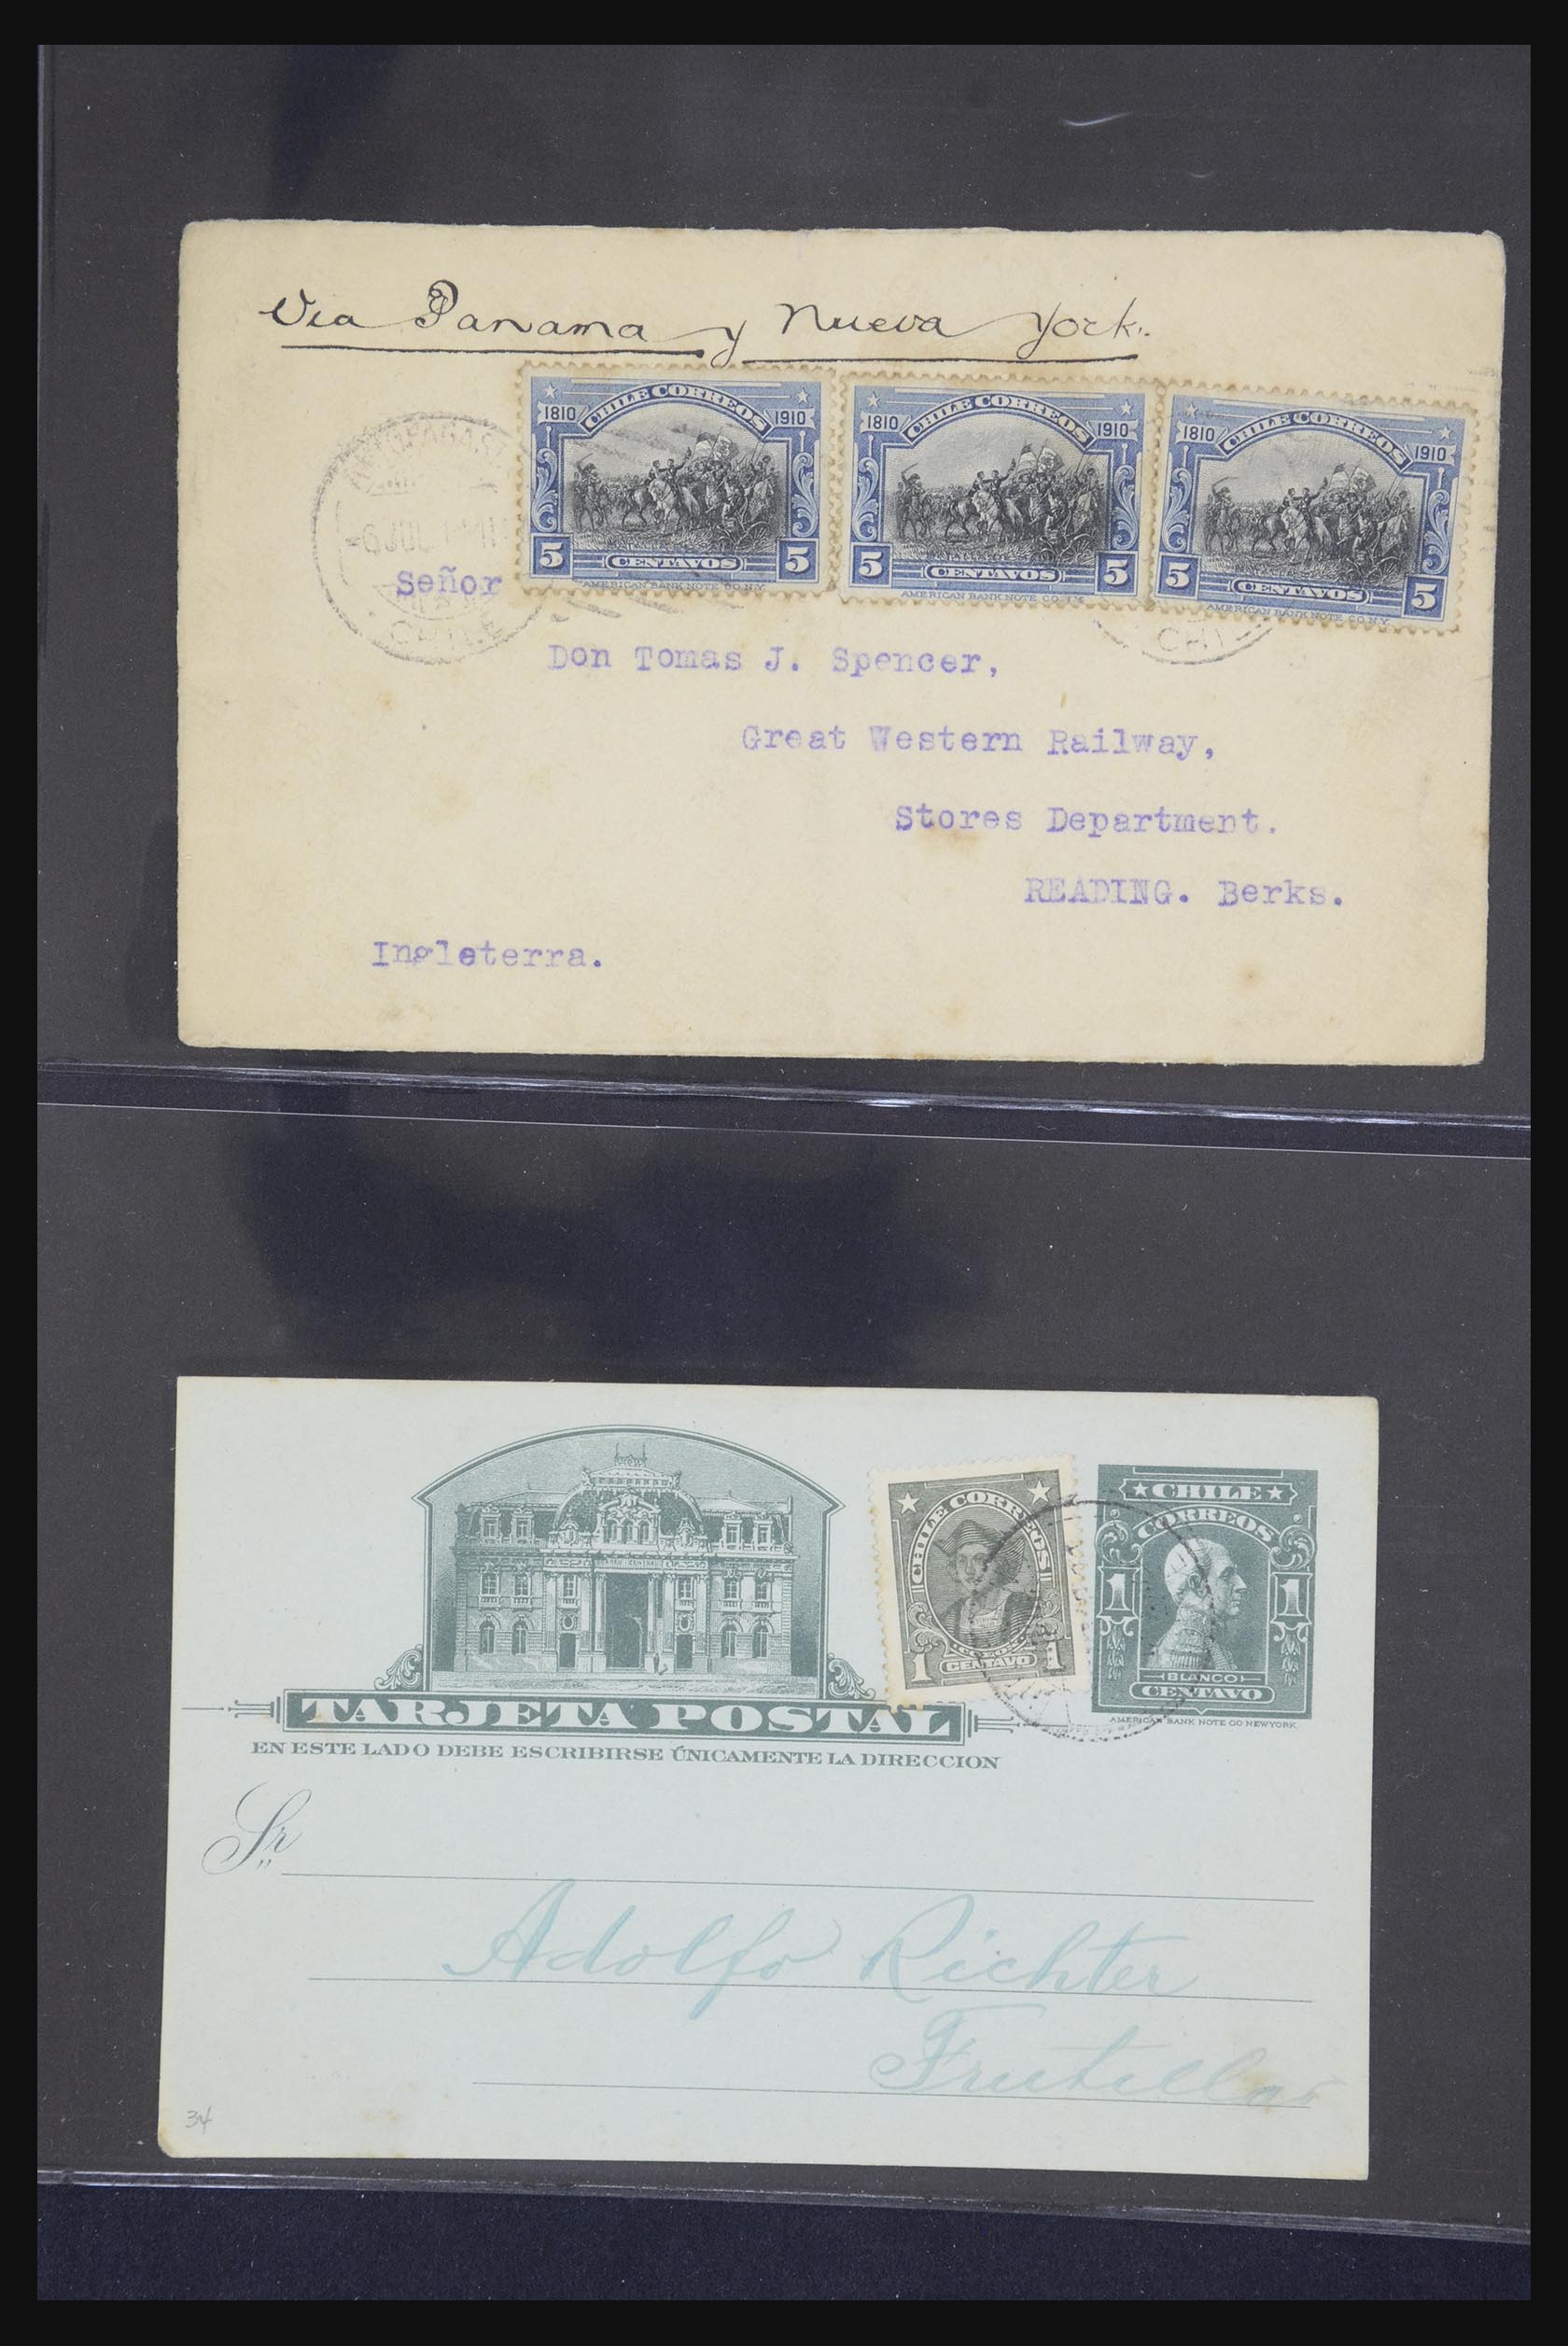 Via Panama y Nueva York.
1810 CHILE CORREOS 1910
5 CENTAVOS 5
AMERICAN BANK NOTE CO. N.Y.
1810 CHILE CORREOS 1910
5 CENTAVOS 5
AMERICAN BANK NOTE CO. N.Y.
1810 CHILE CORREOS 1910
5 CENTAVOS 5
AMERICAN BANK NOTE CO. N.Y.
6 JUL
CHILE
Señor
Don Tomas J. Spencer,
Great Western Railway,
Stores Department.
READING. Berks.
Ingleterra.
CHILE CORREOS
COLON
1 CENTAVO 1
CHILE
CORREOS
1 1
BLANCO
CENTAVO
AMERICAN BANK NOTE CO NEW YORK
TARJETA POSTAL
EN ESTE LADO DEBE ESCRIBIRSE ÚNICAMENTE LA DIRECCION
Sr
Adolfo Richter
Frutillar
34